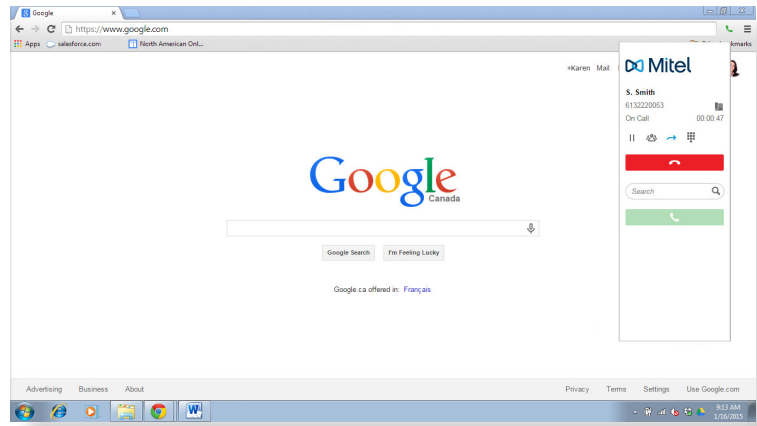 Google
https://www.google.com
Apps
salesforce.com
North American Onl...
kmarks
+Karen
Mail
Mitel
S. Smith
6132220053
On Call
00:00:47
Search
Google
Canada
Google Search
I'm Feeling Lucky
Google.ca offered in: Français
Advertising
Business
About
Privacy
Terms
Settings
Use Google.com
9:13 AM
1/16/2015